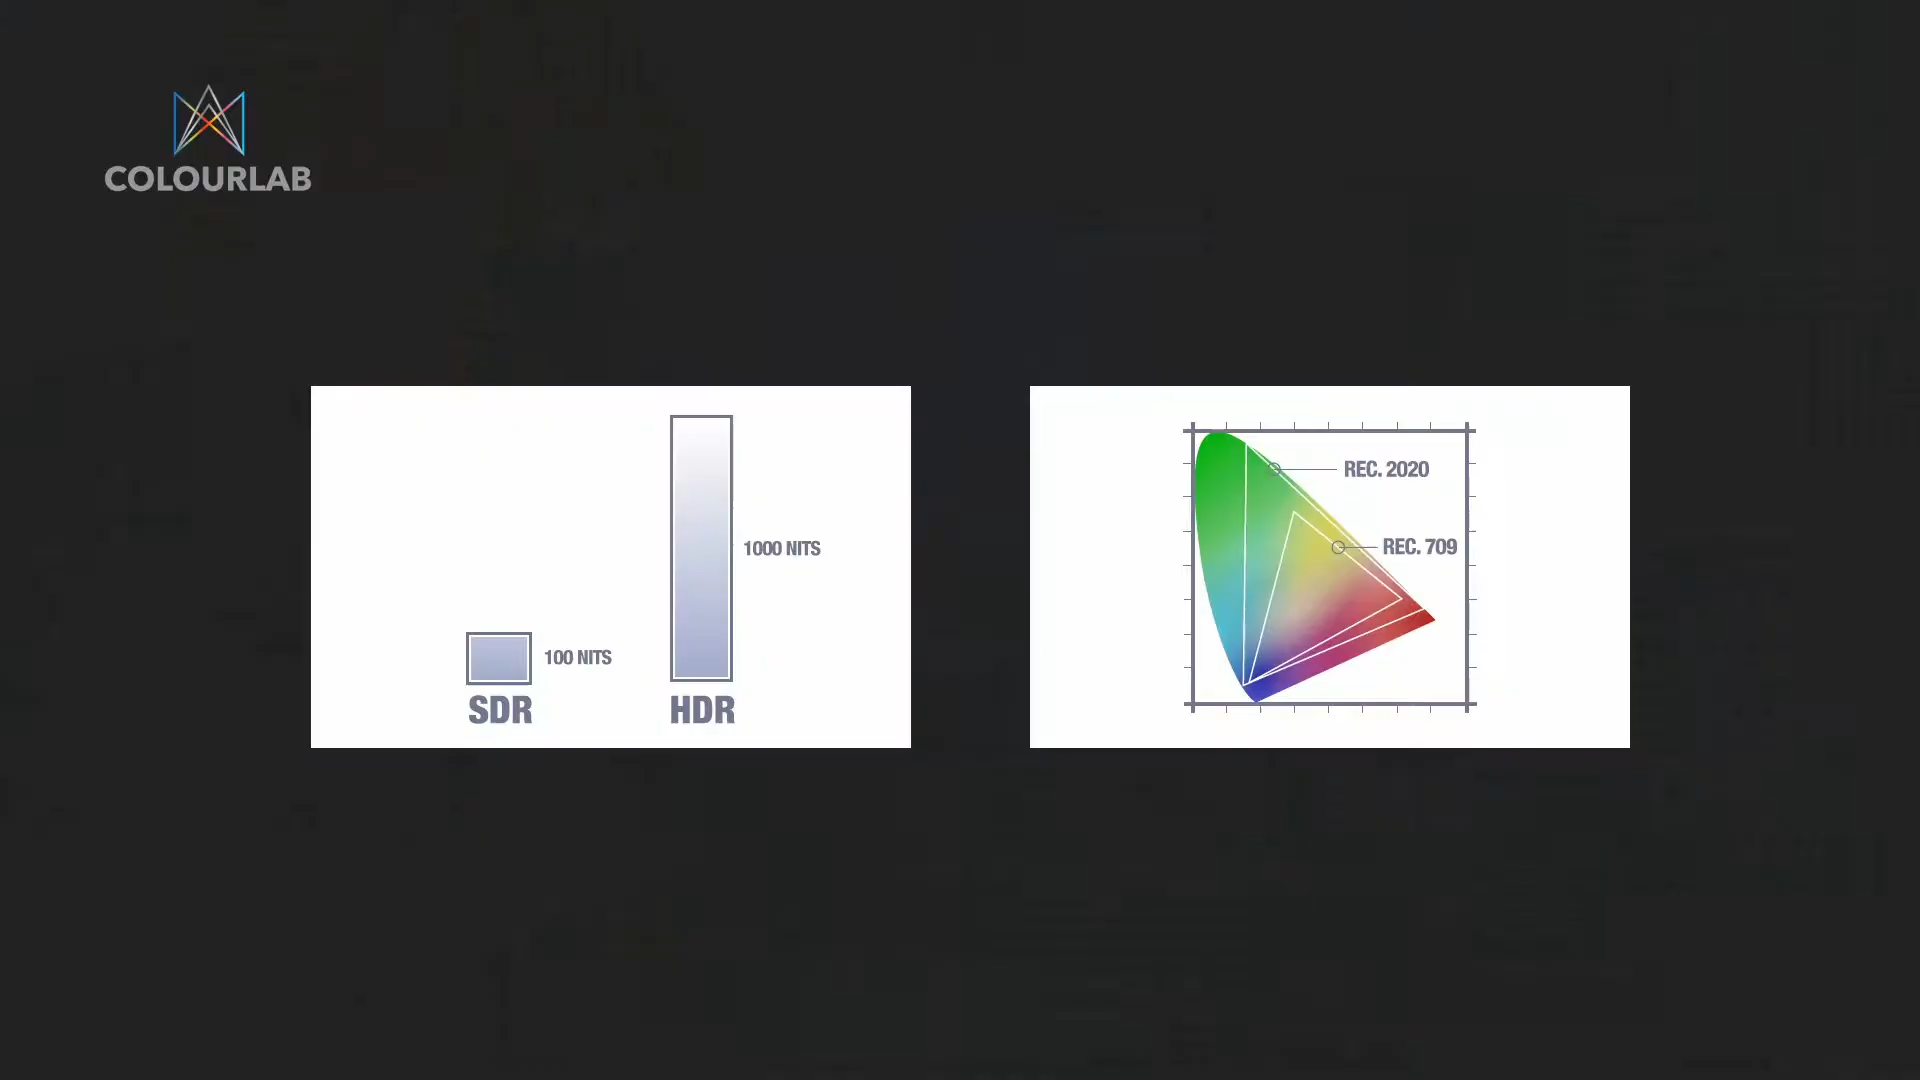 COLOURLAB
1000 NITS
100 NITS
SDR
HDR
REC. 2020
REC. 709